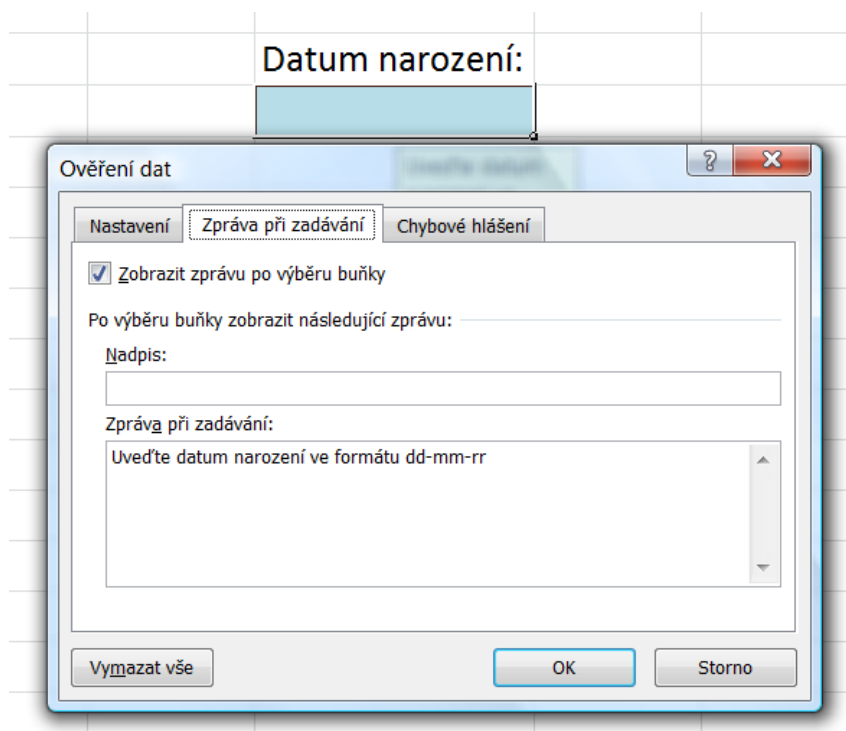 Datum narození:
Ověření dat
Nastavení
Zpráva při zadávání
Chybové hlášení
Zobrazit zprávu po výběru buňky
Po výběru buňky zobrazit následující zprávu:
Nadpis:
Zpráva při zadávání:
Uveďte datum narození ve formátu dd-mm-rr
Vymazat vše
OK
Storno